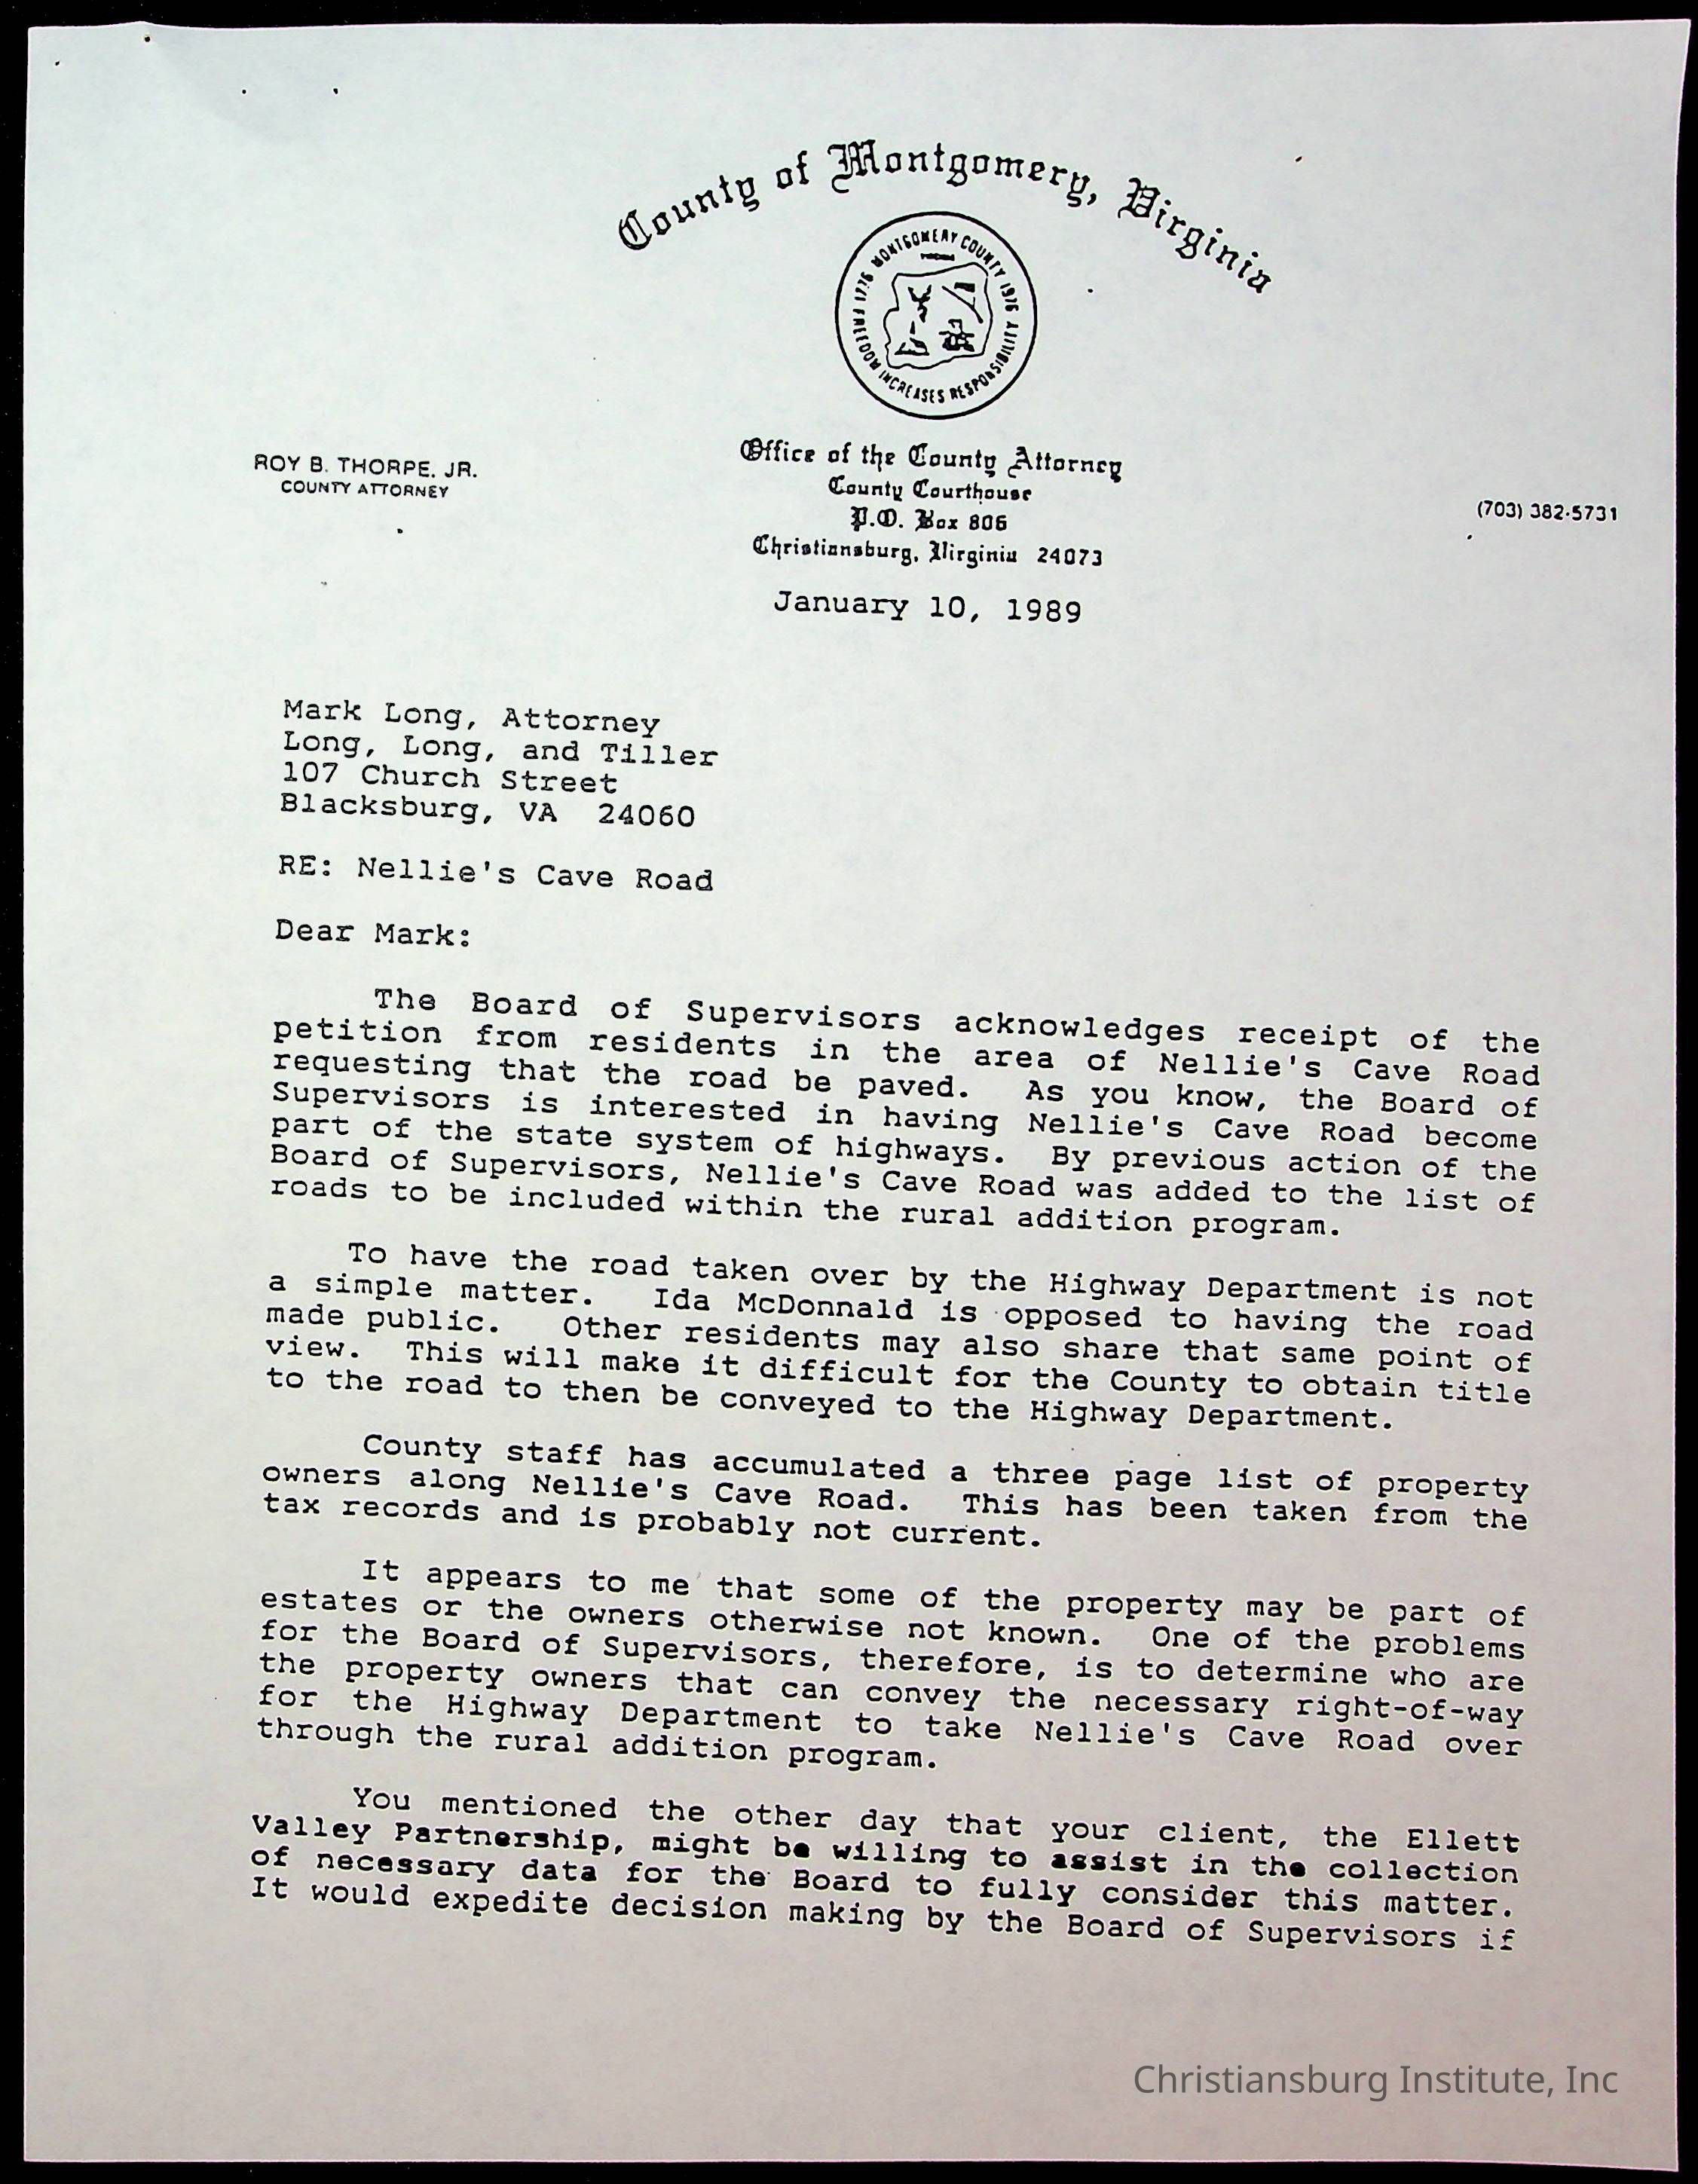 County of Montgomery, Virginia
MONTGOMERY COUNTY
1776 1976
FREEDOM INCREASES RESPONSIBILITY
ROY B. THORPE, JR.
COUNTY ATTORNEY
Office of the County Attorney
County Courthouse
P.O. Box 806
Christiansburg, Virginia 24073
(703) 382-5731
January 10, 1989
Mark Long, Attorney
Long, Long, and Tiller
107 Church Street
Blacksburg, VA 24060
RE: Nellie's Cave Road
Dear Mark:
The Board of Supervisors acknowledges receipt of the
petition from residents in the area of Nellie's Cave Road
requesting that the road be paved. As you know, the Board of
Supervisors is interested in having Nellie's Cave Road become
part of the state system of highways. By previous action of the
Board of Supervisors, Nellie's Cave Road was added to the list of
roads to be included within the rural addition program.
To have the road taken over by the Highway Department is not
a simple matter. Ida McDonnald is opposed to having the road
made public. Other residents may also share that same point of
view. This will make it difficult for the County to obtain title
to the road to then be conveyed to the Highway Department.
County staff has accumulated a three page list of property
owners along Nellie's Cave Road. This has been taken from the
tax records and is probably not current.
It appears to me that some of the property may be part of
estates or the owners otherwise not known. One of the problems
for the Board of Supervisors, therefore, is to determine who are
the property owners that can convey the necessary right-of-way
for the Highway Department to take Nellie's Cave Road over
through the rural addition program.
You mentioned the other day that your client, the Ellett
Valley Partnership, might be willing to assist in the collection
of necessary data for the Board to fully consider this matter.
It would expedite decision making by the Board of Supervisors if
Christiansburg Institute, Inc